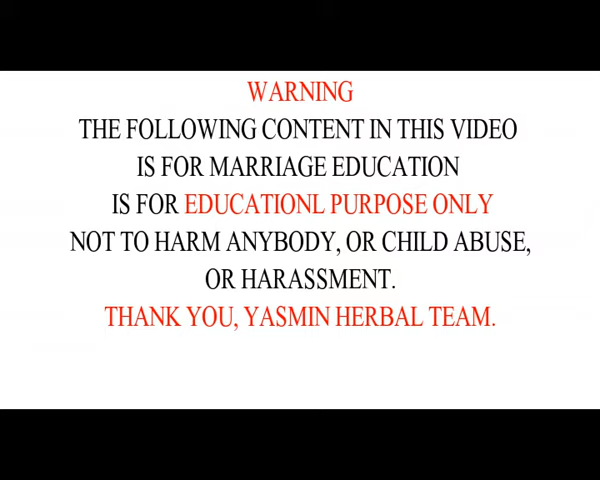 WARNING
THE FOLLOWING CONTENT IN THIS VIDEO
IS FOR MARRIAGE EDUCATION
IS FOR EDUCATIONL PURPOSE ONLY
NOT TO HARM ANYBODY, OR CHILD ABUSE,
OR HARASSMENT.
THANK YOU, YASMIN HERBAL TEAM.